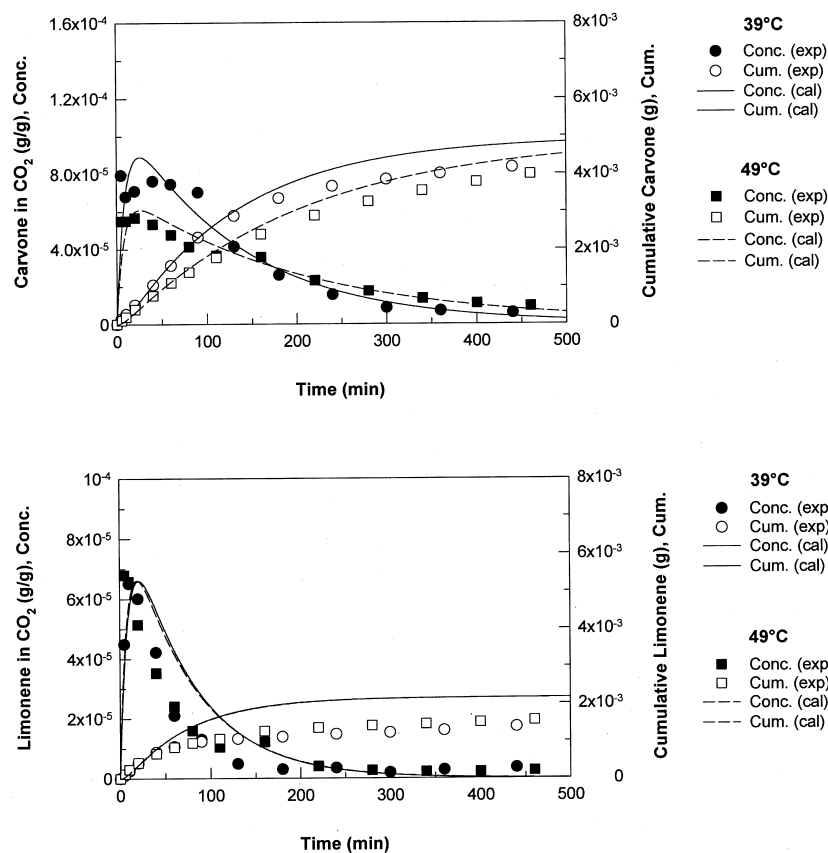 1.6x10-4
1.2x10-4
8.0x10-5
4.0x10-5
0
Carvone in CO2 (g/g), Conc.
0 100 200 300 400 500
Time (min)
8x10-3
6x10-3
4x10-3
2x10-3
0
Cumulative Carvone (g), Cum.
39°C
Conc. (exp)
Cum. (exp)
Conc. (cal)
Cum. (cal)
49°C
Conc. (exp)
Cum. (exp)
Conc. (cal)
Cum. (cal)
10-4
8x10-5
6x10-5
4x10-5
2x10-5
0
Limonene in CO2 (g/g), Conc.
0 100 200 300 400 500
Time (min)
8x10-3
6x10-3
4x10-3
2x10-3
0
Cumulative Limonene (g), Cum.
39°C
Conc. (exp
Cum. (exp)
Conc. (cal)
Cum. (cal)
49°C
Conc. (exp
Cum. (exp)
Conc. (cal)
Cum. (cal)